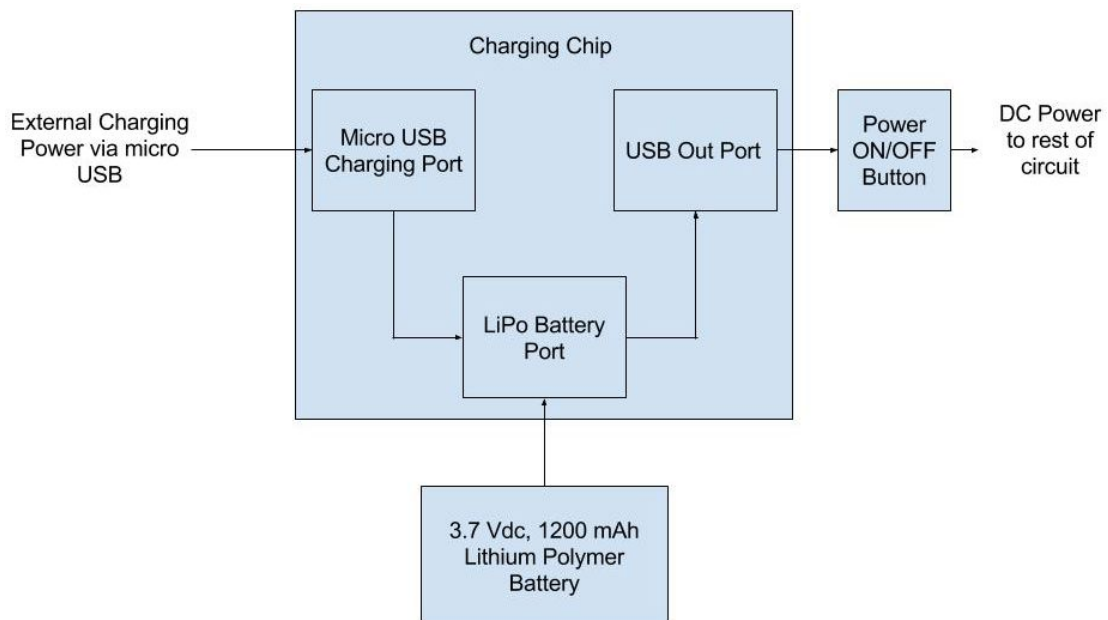 Charging Chip
External Charging
Power via micro
USB
Micro USB
Charging Port
USB Out Port
Power
ON/OFF
Button
DC Power
to rest of
circuit
LiPo Battery
Port
3.7 Vdc, 1200 mAh
Lithium Polymer
Battery